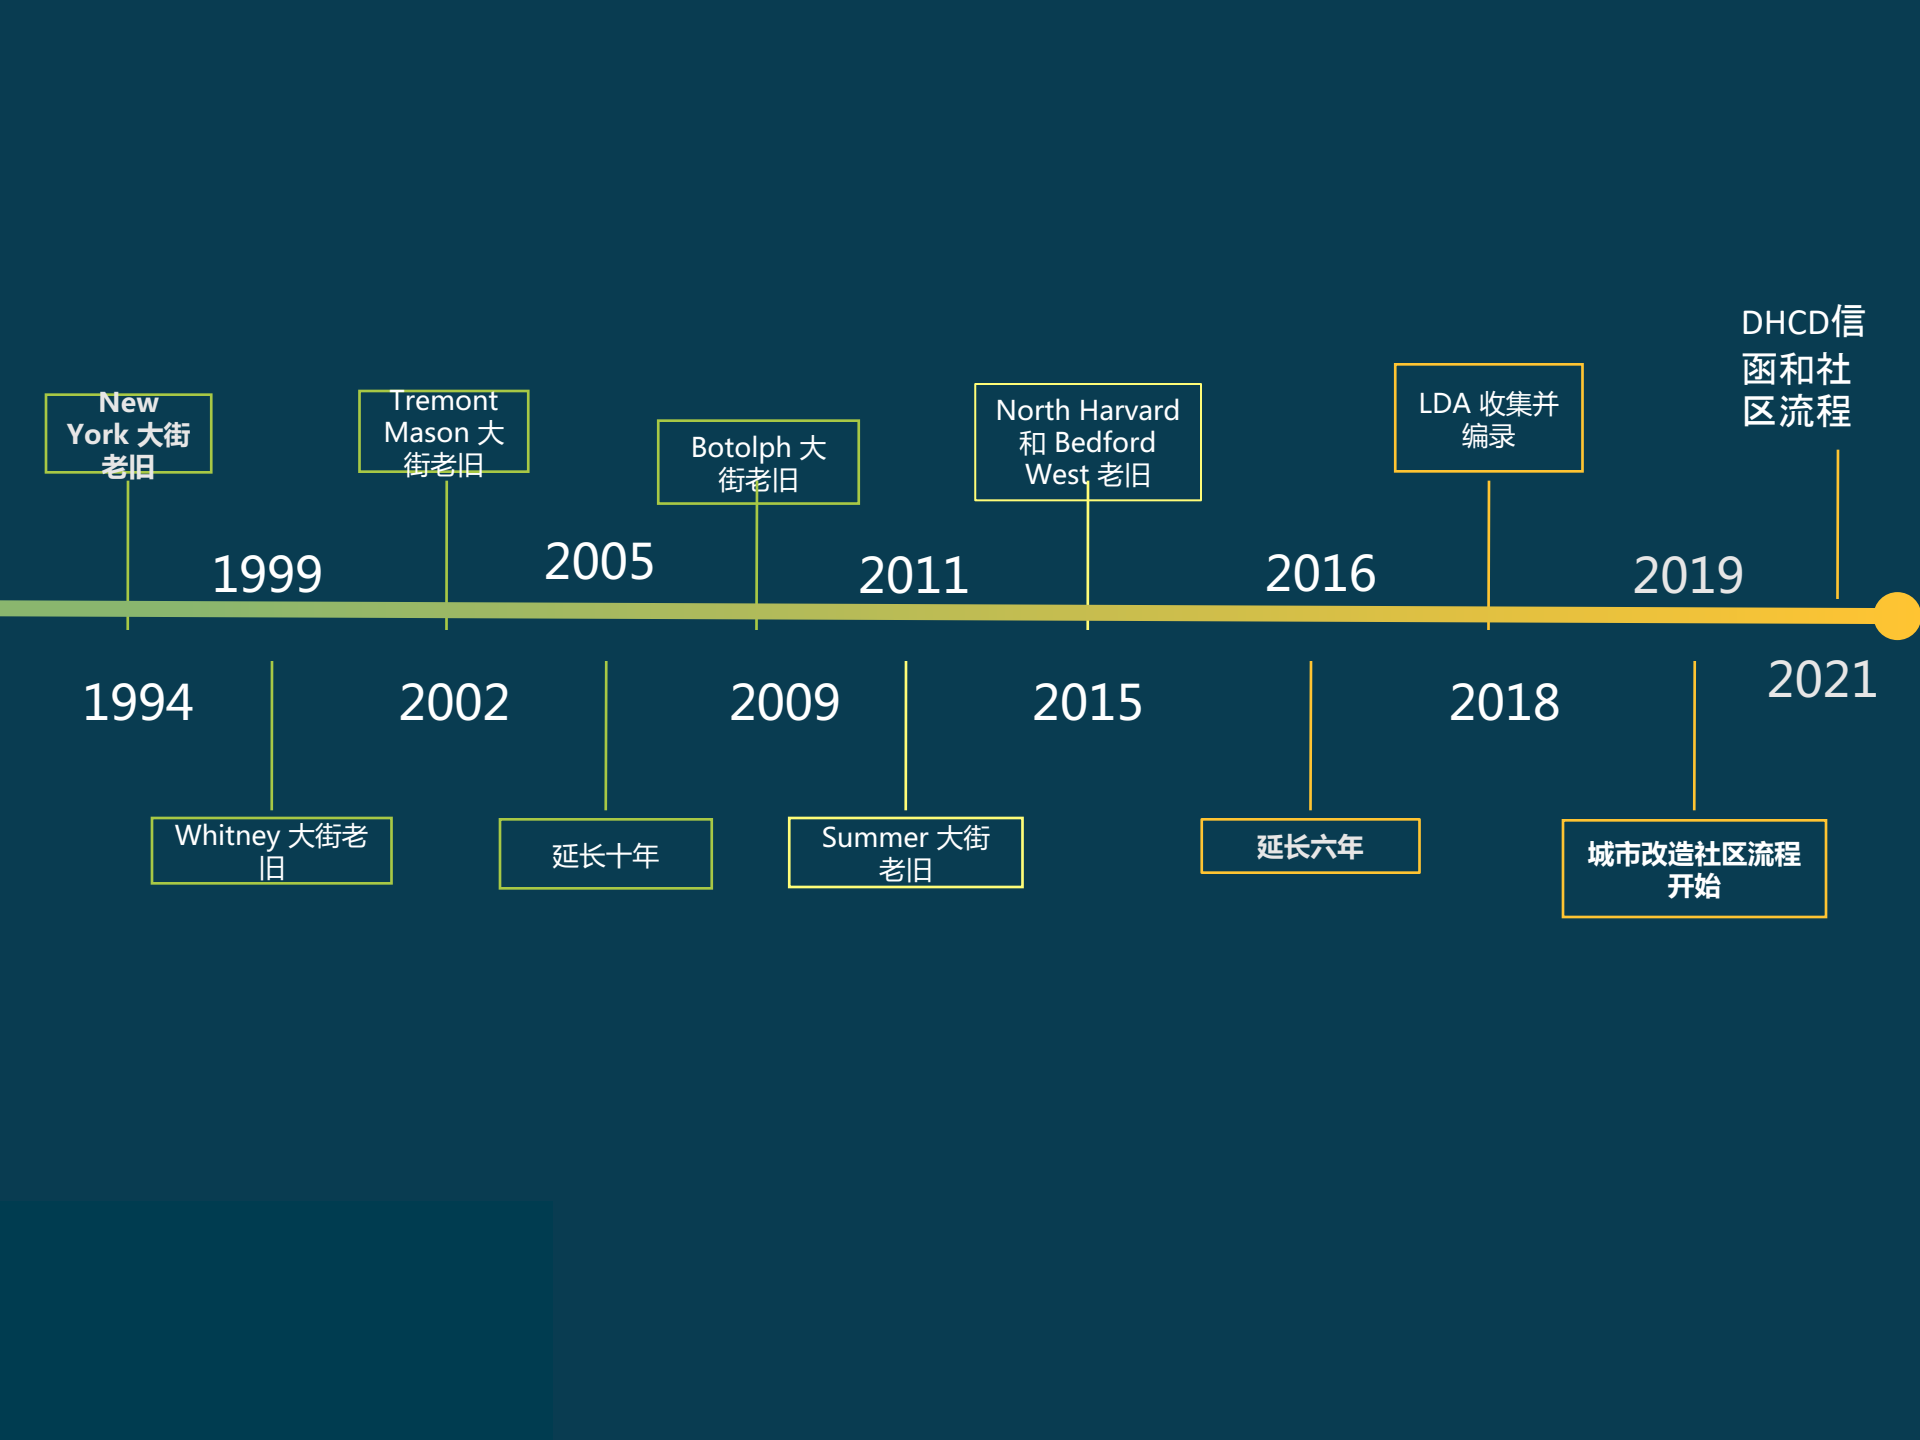 New
York 大街
老旧
Tremont
Mason 大
街老旧
Botolph 大
街老旧
North Harvard
和 Bedford
West 老旧
LDA 收集并
编录
DHCD信
函和社
区流程
1999
2005
2011
2016
2019
1994
2002
2009
2015
2018
2021
Whitney 大街老
旧
延长十年
Summer 大街
老旧
延长六年
城市改造社区流程
开始